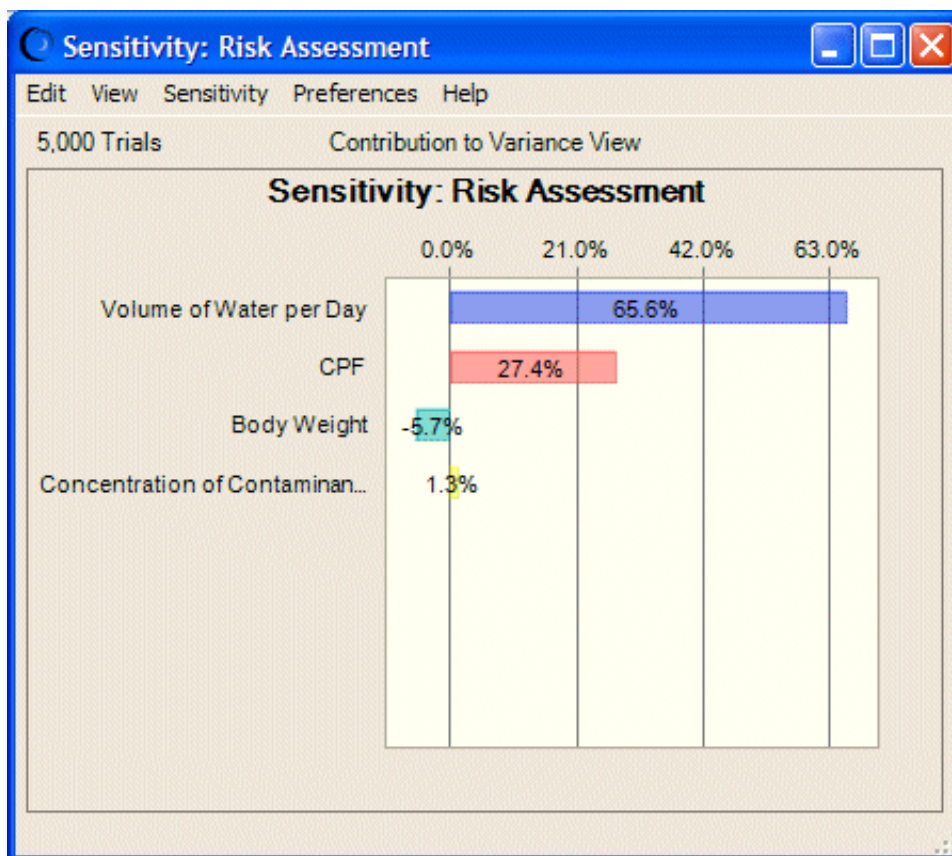 Sensitivity: Risk Assessment
Edit View Sensitivity Preferences Help
5,000 Trials Contribution to Variance View
Sensitivity: Risk Assessment
0.0% 21.0% 42.0% 63.0%
Volume of Water per Day 65.6%
CPF 27.4%
Body Weight -5.7%
Concentration of Contaminan... 1.3%